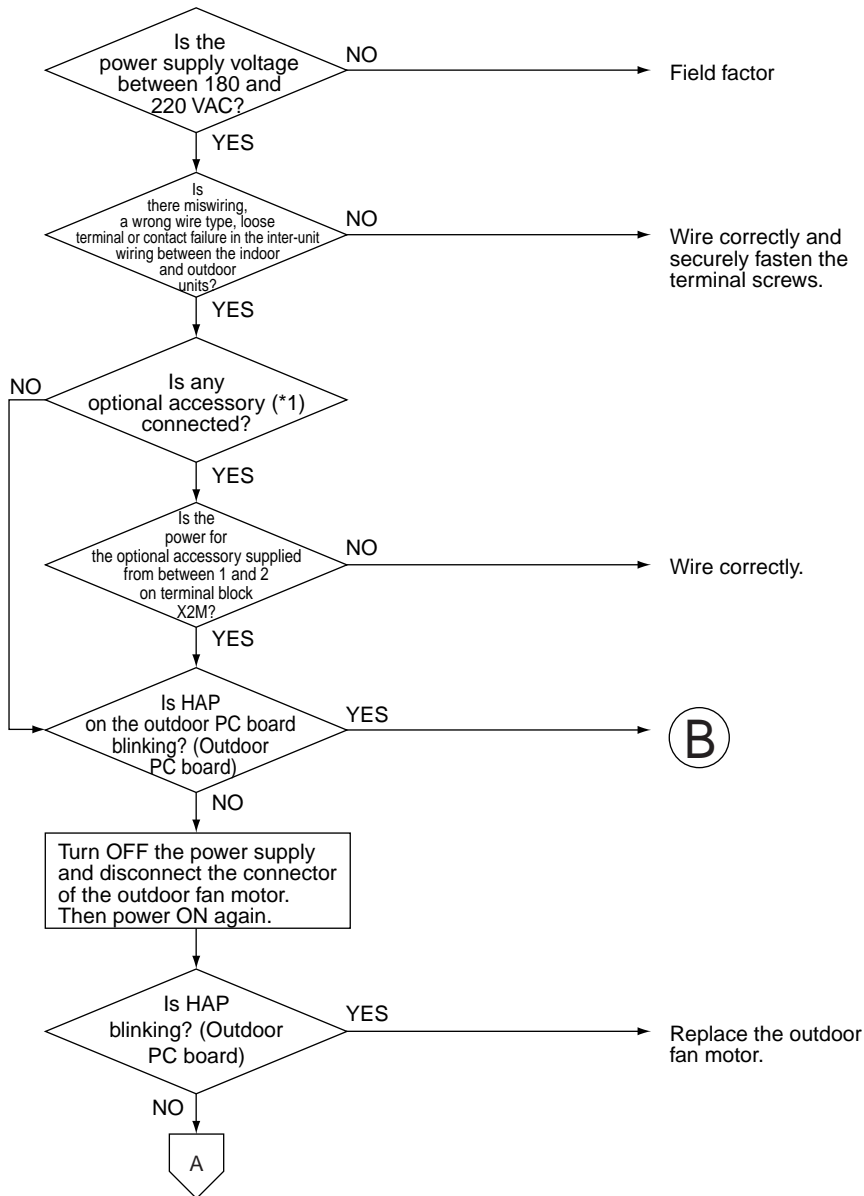 Is the
power supply voltage
between 180 and
220 VAC?
NO
Field factor
YES
Is
there miswiring,
a wrong wire type, loose
terminal or contact failure in the inter-unit
wiring between the indoor
and outdoor
units?
NO
Wire correctly and
securely fasten the
terminal screws.
YES
NO
Is any
optional accessory (*1)
connected?
YES
Is the
power for
the optional accessory supplied
from between 1 and 2
on terminal block
X2M?
NO
Wire correctly.
YES
Is HAP
on the outdoor PC board
blinking? (Outdoor
PC board)
YES
B
NO
Turn OFF the power supply
and disconnect the connector
of the outdoor fan motor.
Then power ON again.
Is HAP
blinking? (Outdoor
PC board)
YES
Replace the outdoor
fan motor.
NO
A